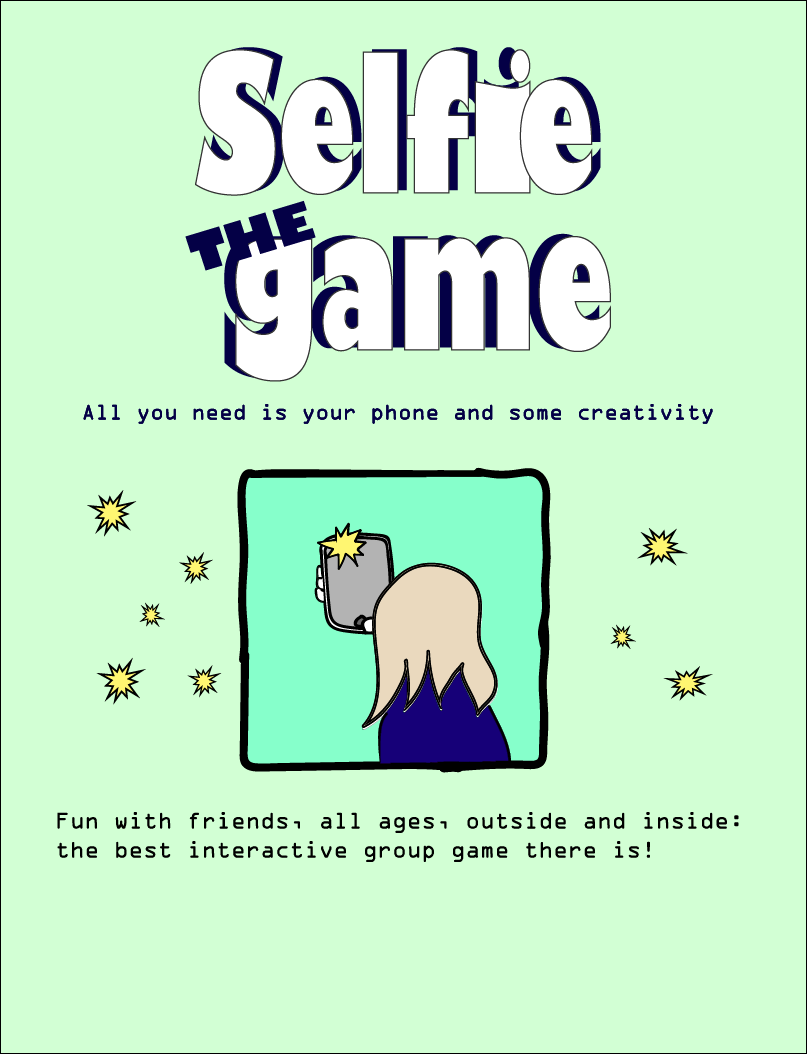 Selfie
THE
game
All you need is your phone and some creativity
Fun with friends, all ages, outside and inside:
the best interactive group game there is!